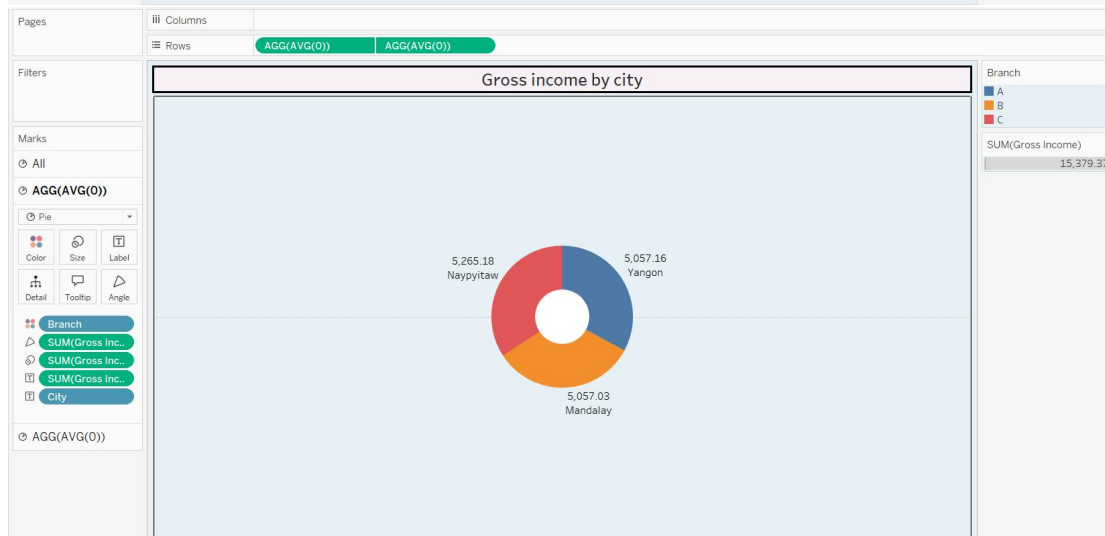 Pages
iii Columns
Rows
AGG(AVG(0)) AGG(AVG(0))
Filters
Marks
All
AGG(AVG(0))
Pie
Color Size Label
Detail Tooltip Angle
Branch
SUM(Gross Inc..
SUM(Gross Inc..
SUM(Gross Inc..
City
AGG(AVG(0))
Gross income by city
5,265.18
Naypyitaw
5,057.16
Yangon
5,057.03
Mandalay
Branch
A
B
C
SUM(Gross Income)
15,379.37